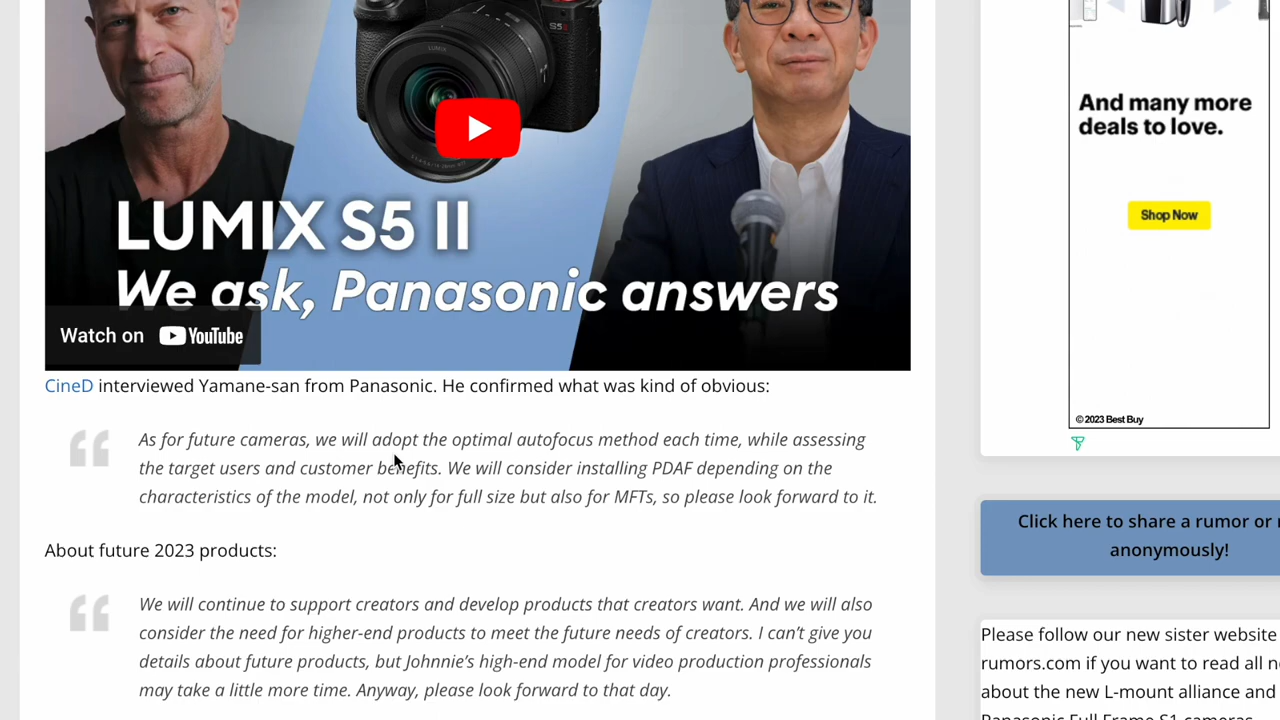 LUMIX
S5II
LUMIX S5 II
We ask, Panasonic answers
Watch on YouTube
CineD interviewed Yamane-san from Panasonic. He confirmed what was kind of obvious:
As for future cameras, we will adopt the optimal autofocus method each time, while assessing
the target users and customer benefits. We will consider installing PDAF depending on the
characteristics of the model, not only for full size but also for MFTs, so please look forward to it.
About future 2023 products:
We will continue to support creators and develop products that creators want. And we will also
consider the need for higher-end products to meet the future needs of creators. I can't give you
details about future products, but Johnnie's high-end model for video production professionals
may take a little more time. Anyway, please look forward to that day.
And many more
deals to love.
Shop Now
© 2023 Best Buy
Click here to share a rumor or
anonymously!
Please follow our new sister website
rumors.com if you want to read all
about the new L-mount alliance and
Panasonic Full Frame S1 cameras